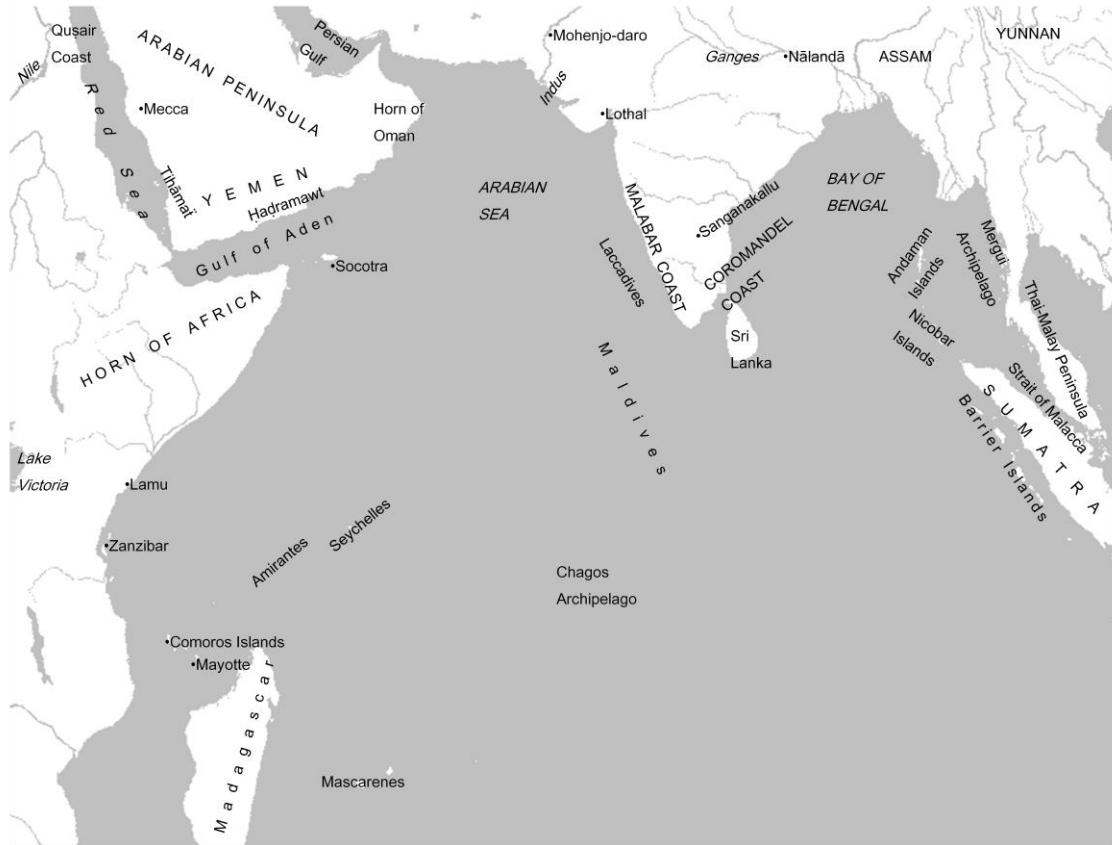 Qusair
Coast
Nile
Red Sea
ARABIAN PENINSULA
Persian
Gulf
Mecca
Horn of
Oman
Tihāmat
YEMEN
Hadramawt
Gulf of Aden
Socotra
HORN OF AFRICA
Mohenjo-daro
Indus
Lothal
Ganges
Nālandā
ASSAM
YUNNAN
ARABIAN
SEA
MALABAR COAST
Sanganakallu
COROMANDEL
COAST
BAY OF
BENGAL
Laccadives
Sri
Lanka
Maldives
Andaman
Islands
Nicobar
Islands
Mergui
Archipelago
Thai-Malay Peninsula
Strait of Malacca
SUMATRA
Barrier Islands
Lake
Victoria
Lamu
Zanzibar
Amirantes
Seychelles
Chagos
Archipelago
Comoros Islands
Mayotte
Madagascar
Mascarenes